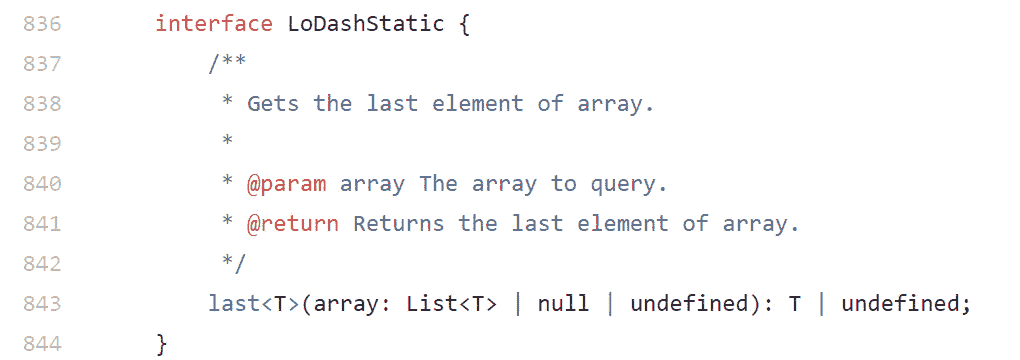 836 interface LoDashStatic {
837 /**
838 * Gets the last element of array.
839 *
840 * @param array The array to query.
841 * @return Returns the last element of array.
842 */
843 last<T>(array: List<T> | null | undefined): T | undefined;
844 }